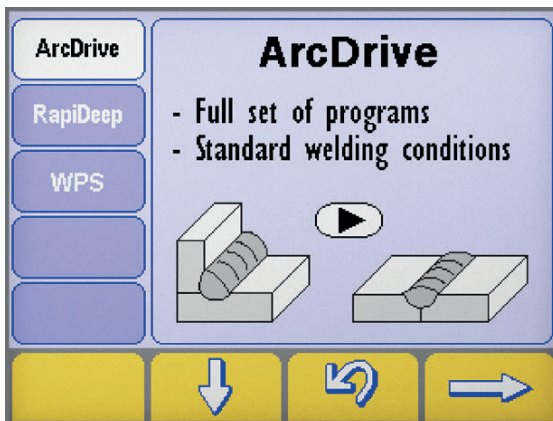 ArcDrive
RapiDeep
WPS
ArcDrive
- Full set of programs
- Standard welding conditions